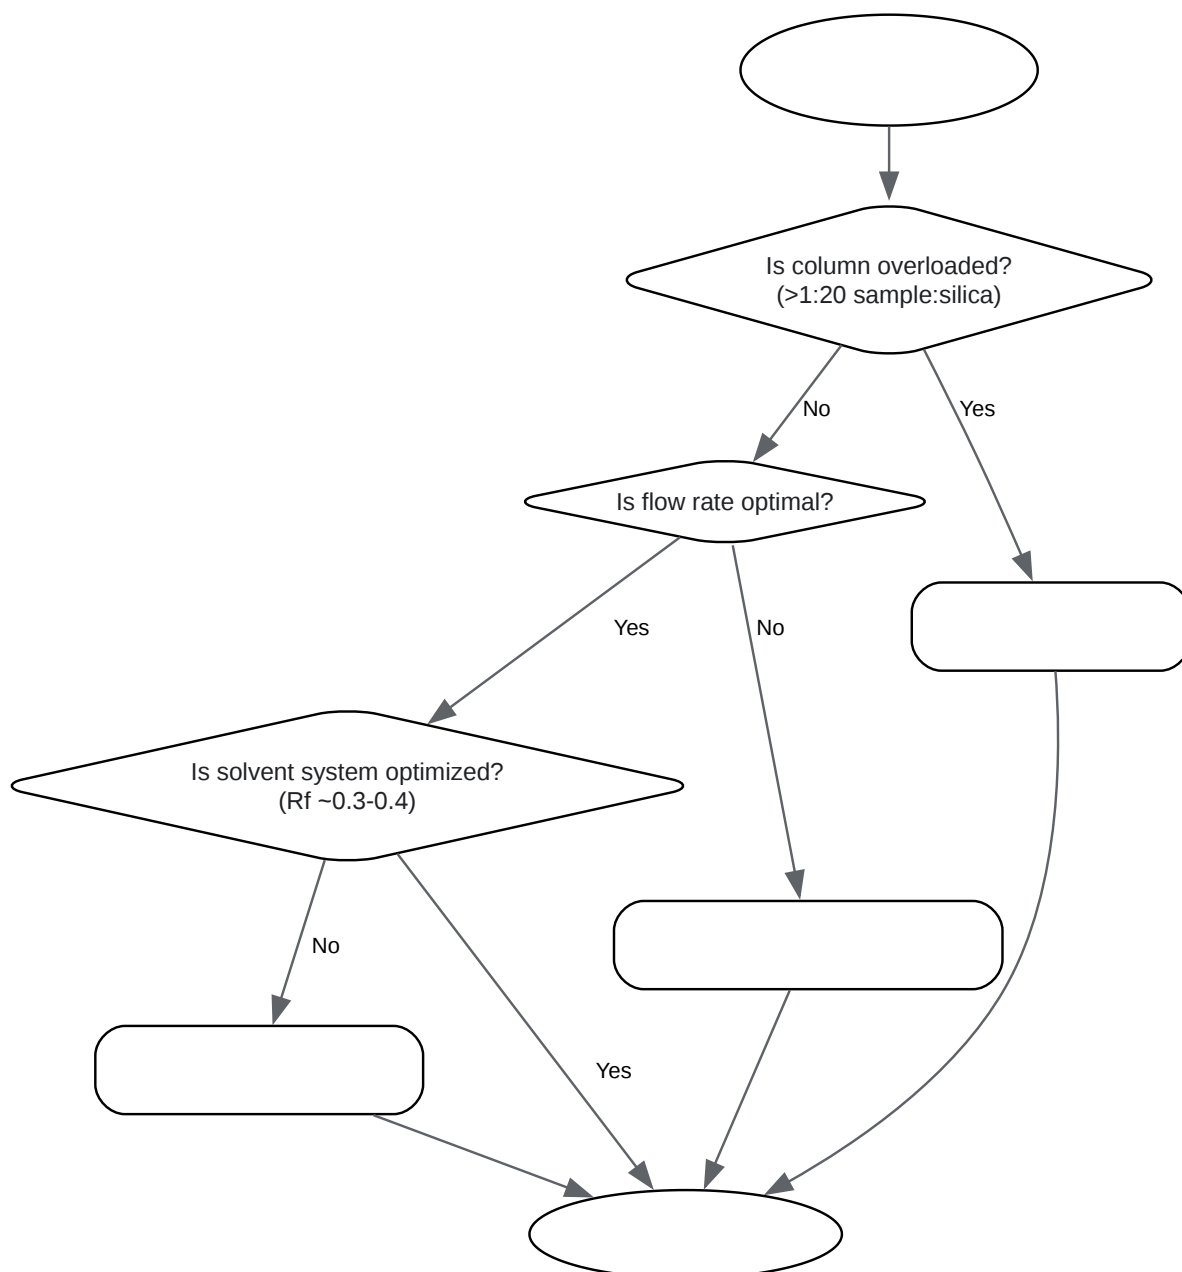 Is column overloaded?
(>1:20 sample:silica)
No
Yes
Is flow rate optimal?
Yes
No
Is solvent system optimized?
(Rf ~0.3-0.4)
No
Yes